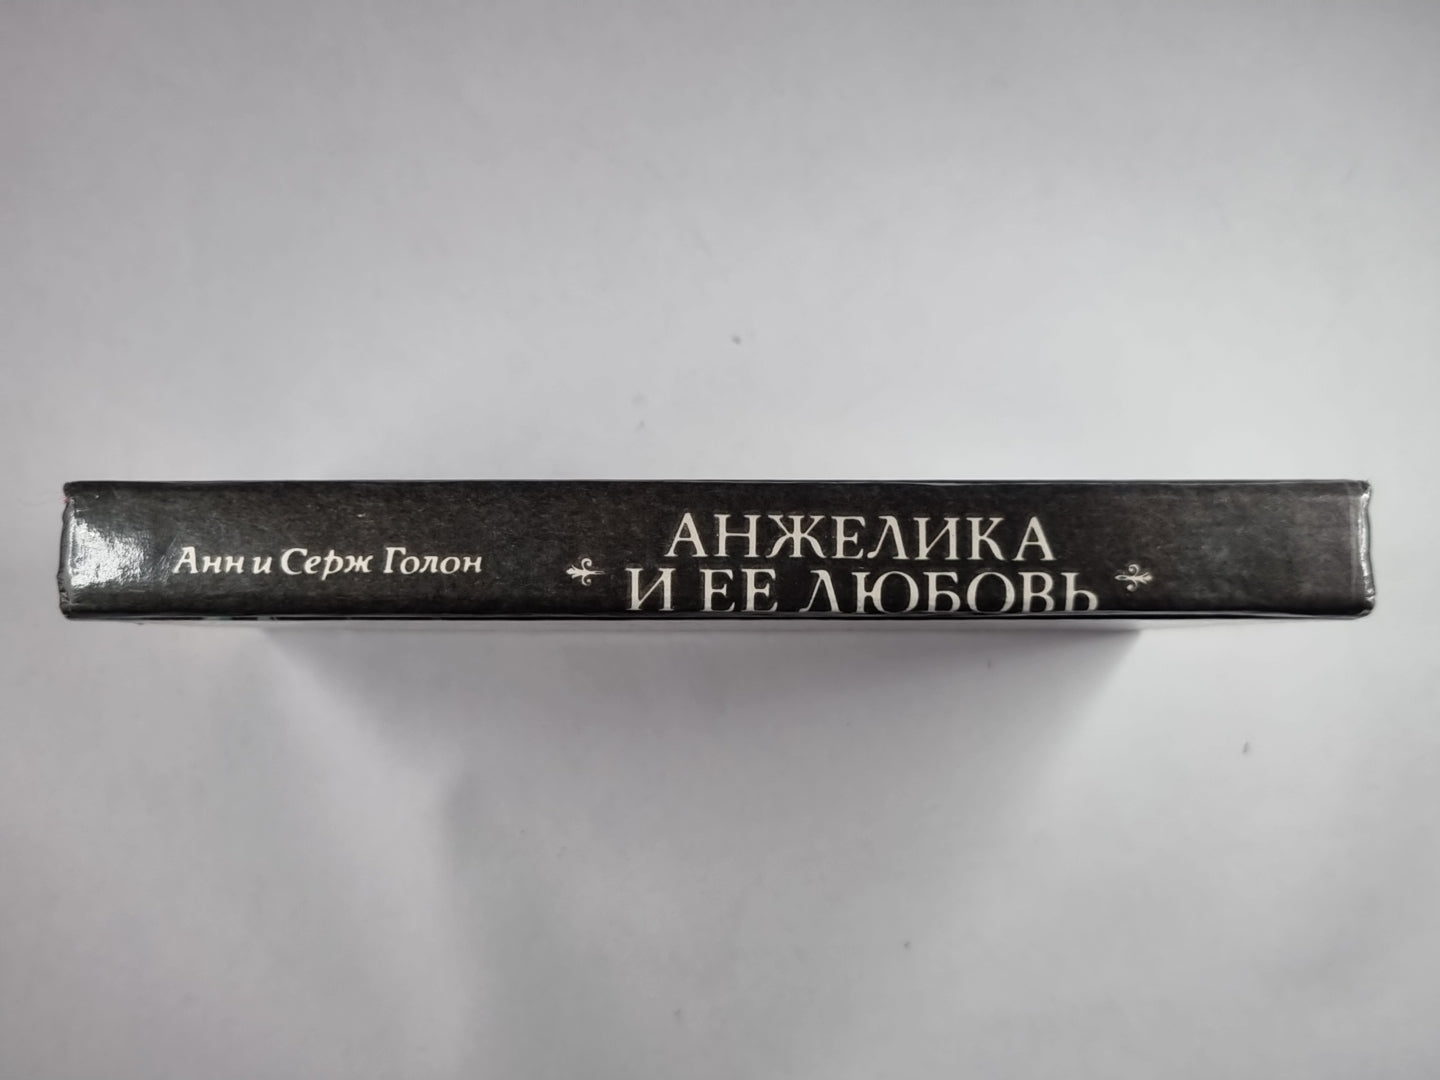 Анн и Серж Голон
АНЖЕЛИКА
И ЕЕ ЛЮБОВЬ